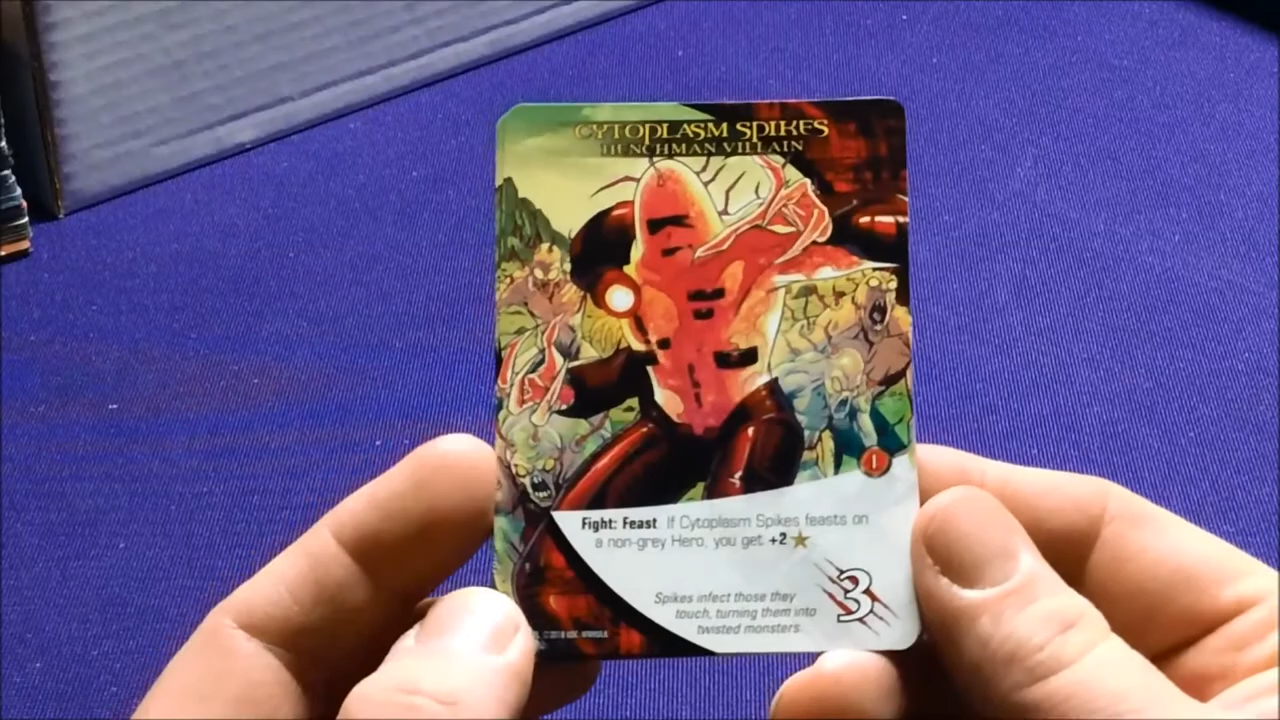 CYTOPLASM SPIKES
HENCHMAN VILLAIN
1
Fight: Feast. If Cytoplasm Spikes feasts on
a non-grey Hero, you get +2
Spikes infect those they
touch, turning them into
twisted monsters.
3